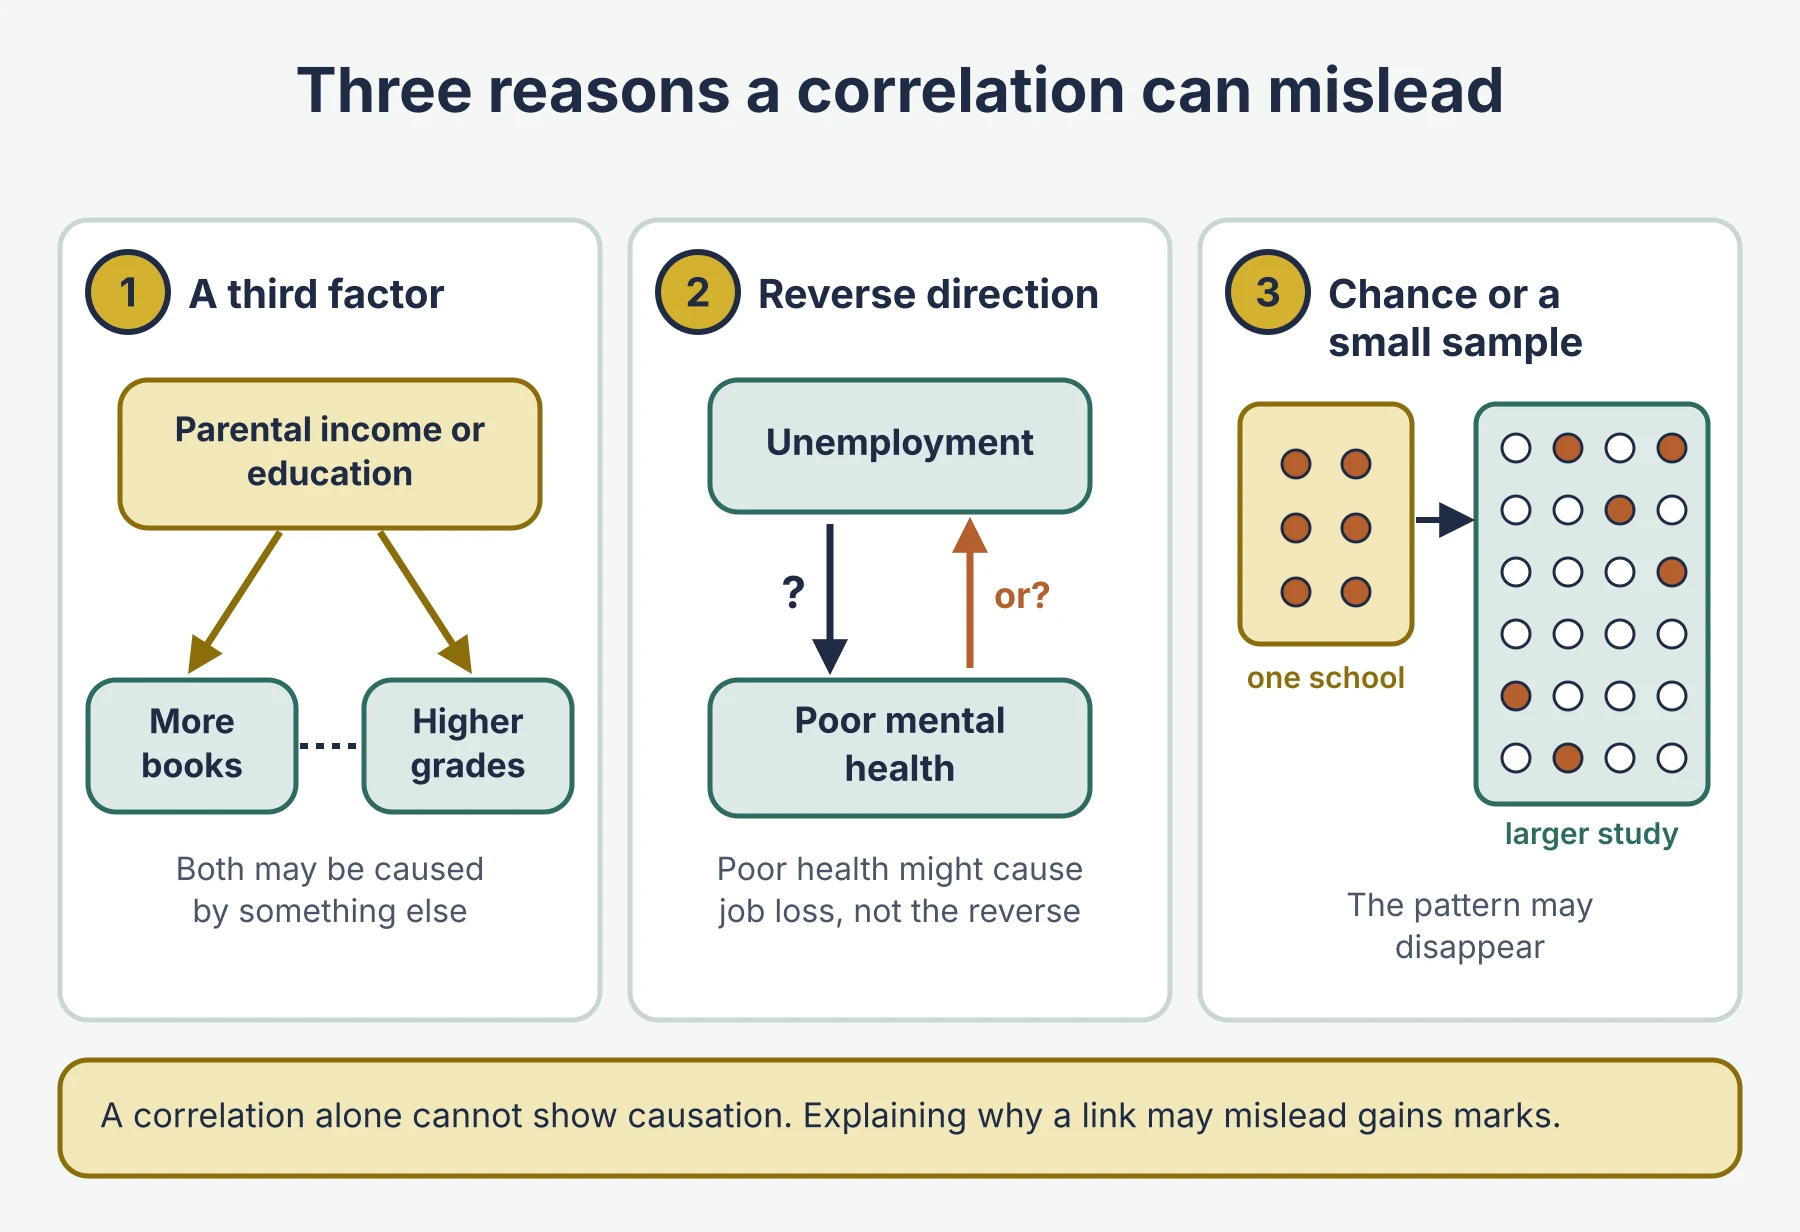 Three reasons a correlation can mislead
1
A third factor
Parental income or
education
More
books
Higher
grades
Both may be caused
by something else
2
Reverse direction
Unemployment
?
or?
Poor mental
health
Poor health might cause
job loss, not the reverse
3
Chance or a
small sample
one school
larger study
The pattern may
disappear
A correlation alone cannot show causation. Explaining why a link may mislead gains marks.